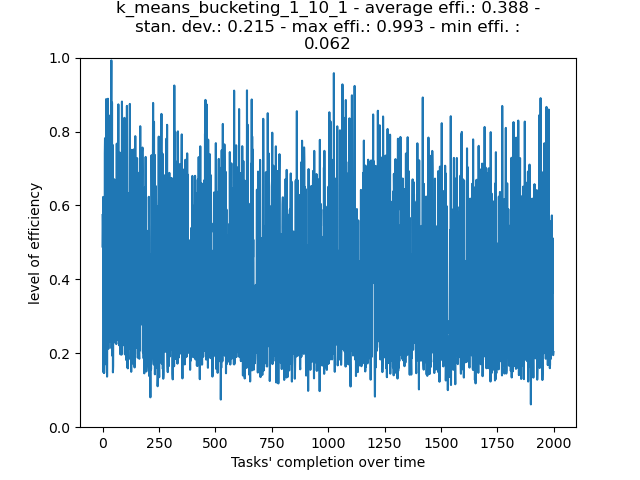 k_means_bucketing_1_10_1 - average effi.: 0.388 -
stan. dev.: 0.215 - max effi.: 0.993 - min effi. :
0.062
1.0
0.8
0.6
0.4
0.2
0.0
level of efficiency
0 250 500 750 1000 1250 1500 1750 2000
Tasks' completion over time